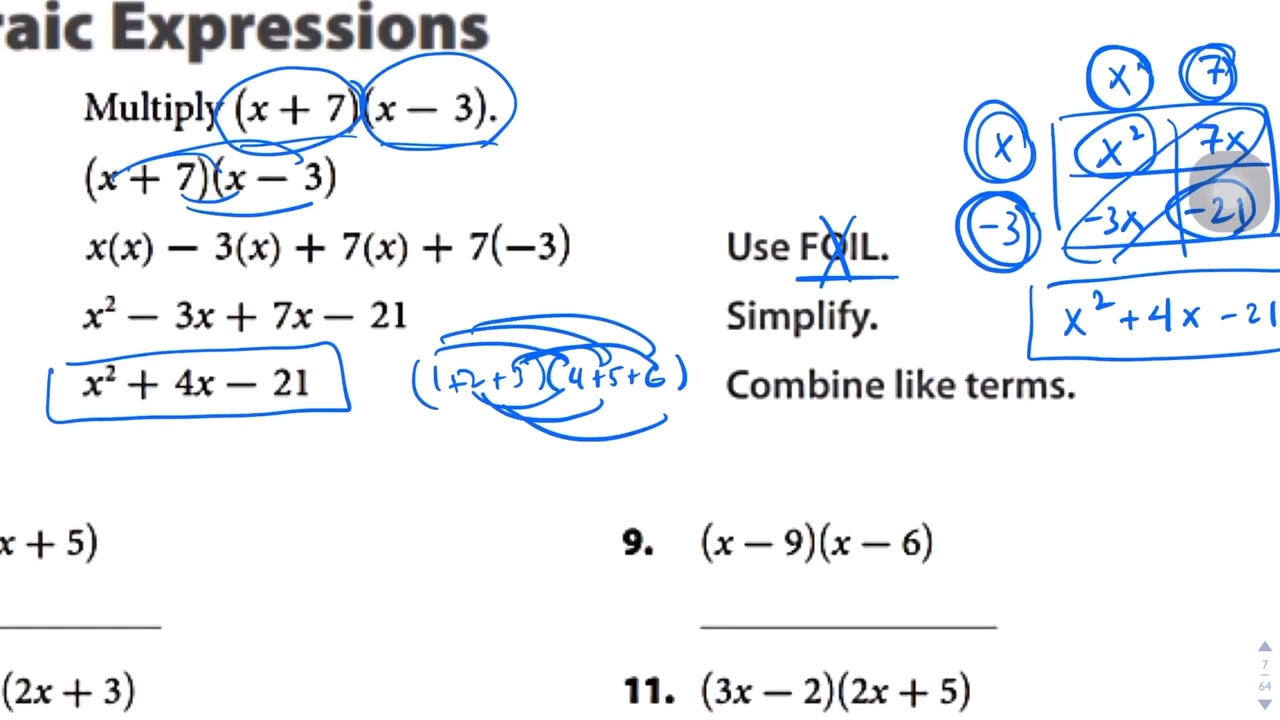 raic Expressions
Multiply (x + 7)(x − 3).
(x + 7)(x − 3)
x(x) − 3(x) + 7(x) + 7(−3)
Use FOIL.
x² − 3x + 7x − 21
Simplify.
x² + 4x − 21
(1+2+3)(4+5+6)
Combine like terms.
x 7
x x² 7x
-3 -3x -21
x² + 4x - 21
x + 5)
9. (x − 9)(x − 6)
(2x + 3)
11. (3x − 2)(2x + 5)
7
64